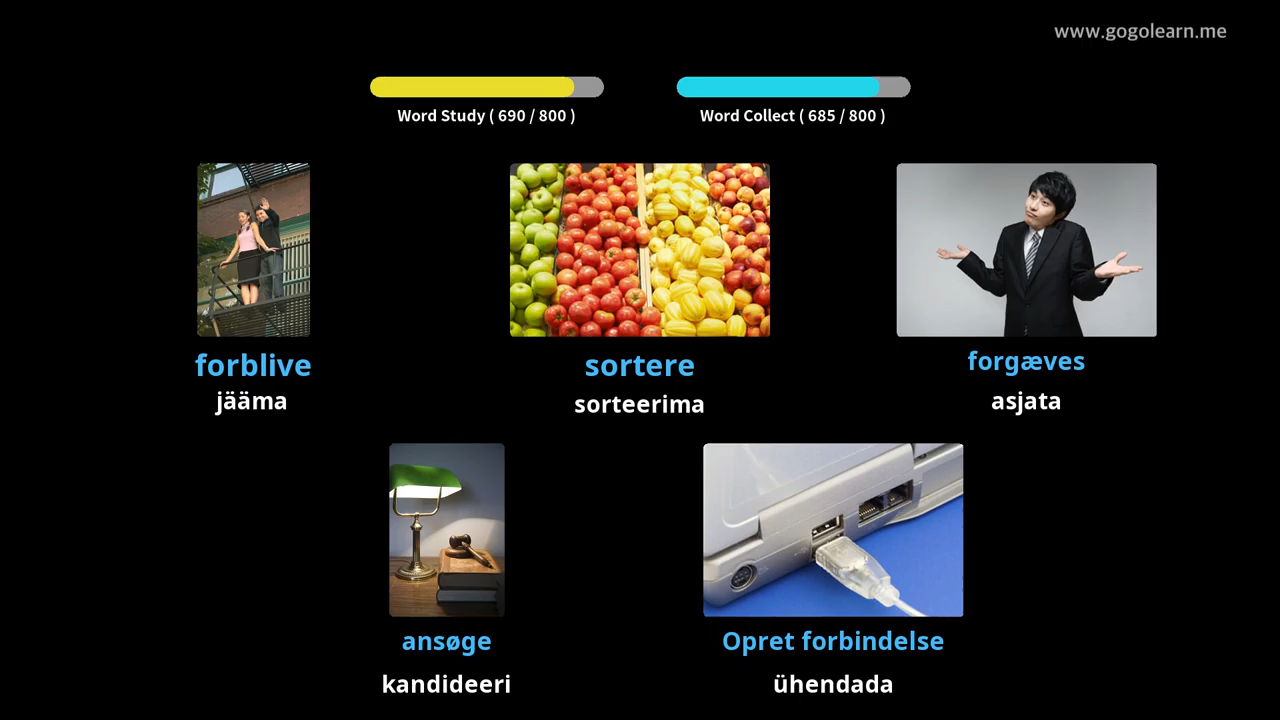 www.gogolearn.me
Word Study ( 690 / 800 )
Word Collect ( 685 / 800 )
forblive
jääma
sortere
sorteerima
forgæves
asjata
ansøge
kandideeri
Opret forbindelse
ühendada